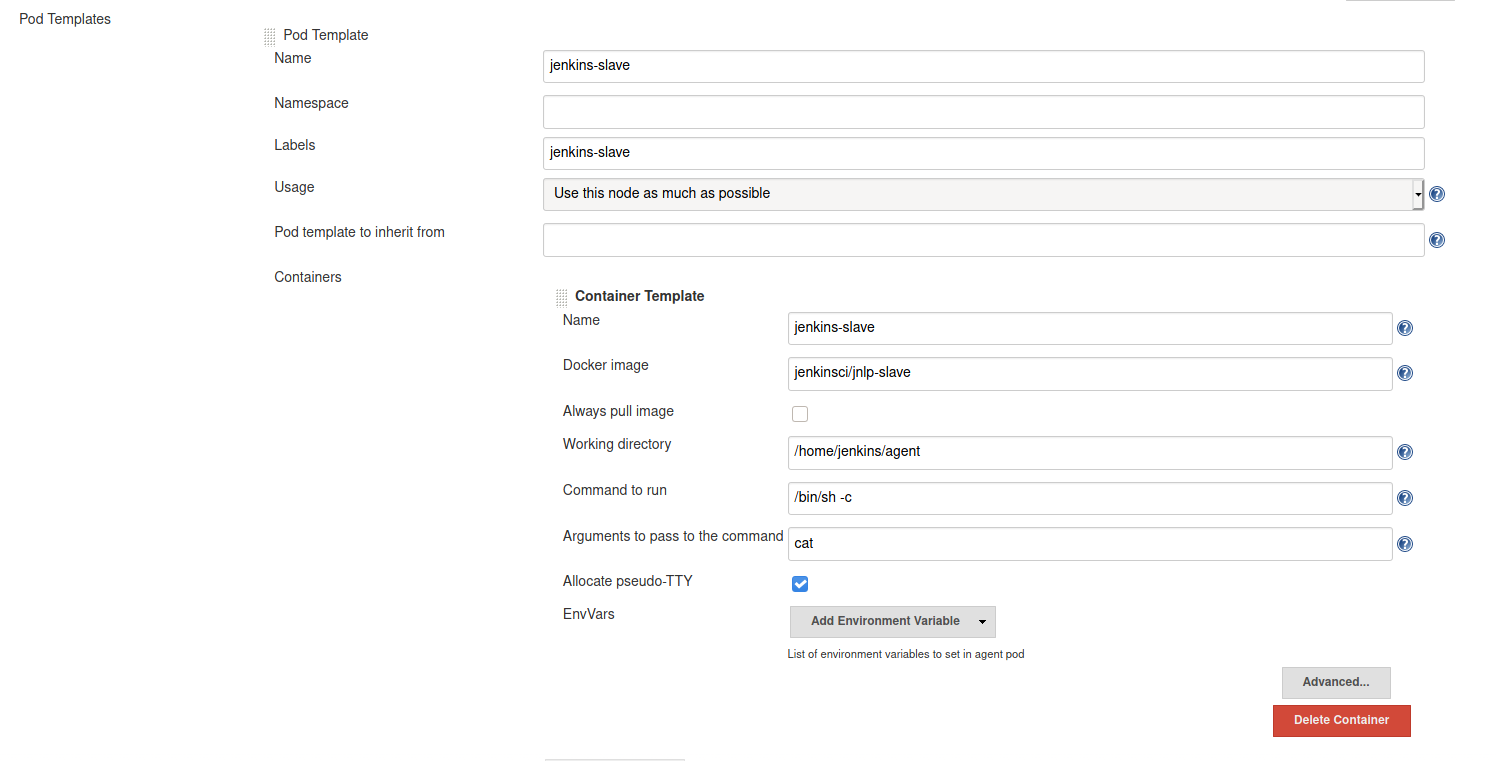 Pod Templates
Pod Template
Name
jenkins-slave
Namespace
Labels
jenkins-slave
Usage
Use this node as much as possible
Pod template to inherit from
Containers
Container Template
Name
jenkins-slave
Docker image
jenkinsci/jnlp-slave
Always pull image
Working directory
/home/jenkins/agent
Command to run
/bin/sh -c
Arguments to pass to the command
cat
Allocate pseudo-TTY
EnvVars
Add Environment Variable
List of environment variables to set in agent pod
Advanced...
Delete Container